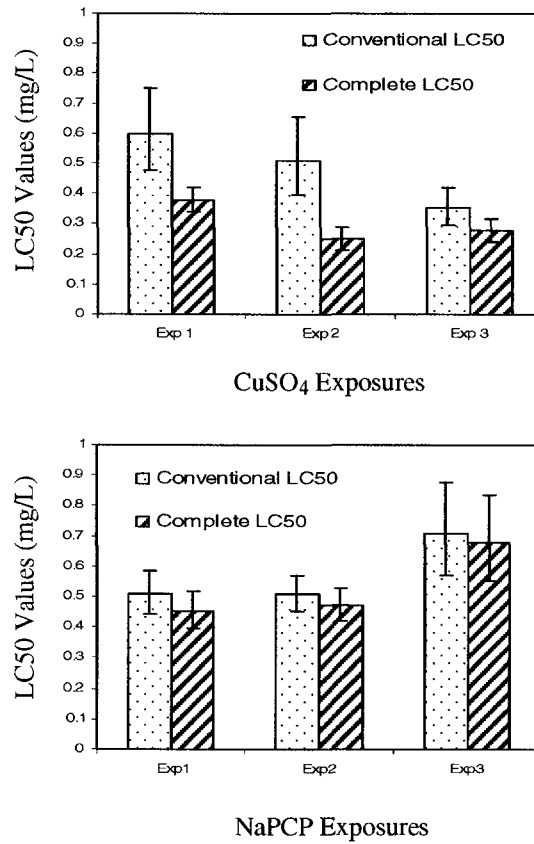 LC50 Values (mg/L)
1
0.9
0.8
0.7
0.6
0.5
0.4
0.3
0.2
0.1
0
Conventional LC50
Complete LC50
Exp 1 Exp 2 Exp 3
CuSO₄ Exposures
LC50 Values (mg/L)
1
0.9
0.8
0.7
0.6
0.5
0.4
0.3
0.2
0.1
0
Conventional LC50
Complete LC50
Exp1 Exp2 Exp3
NaPCP Exposures